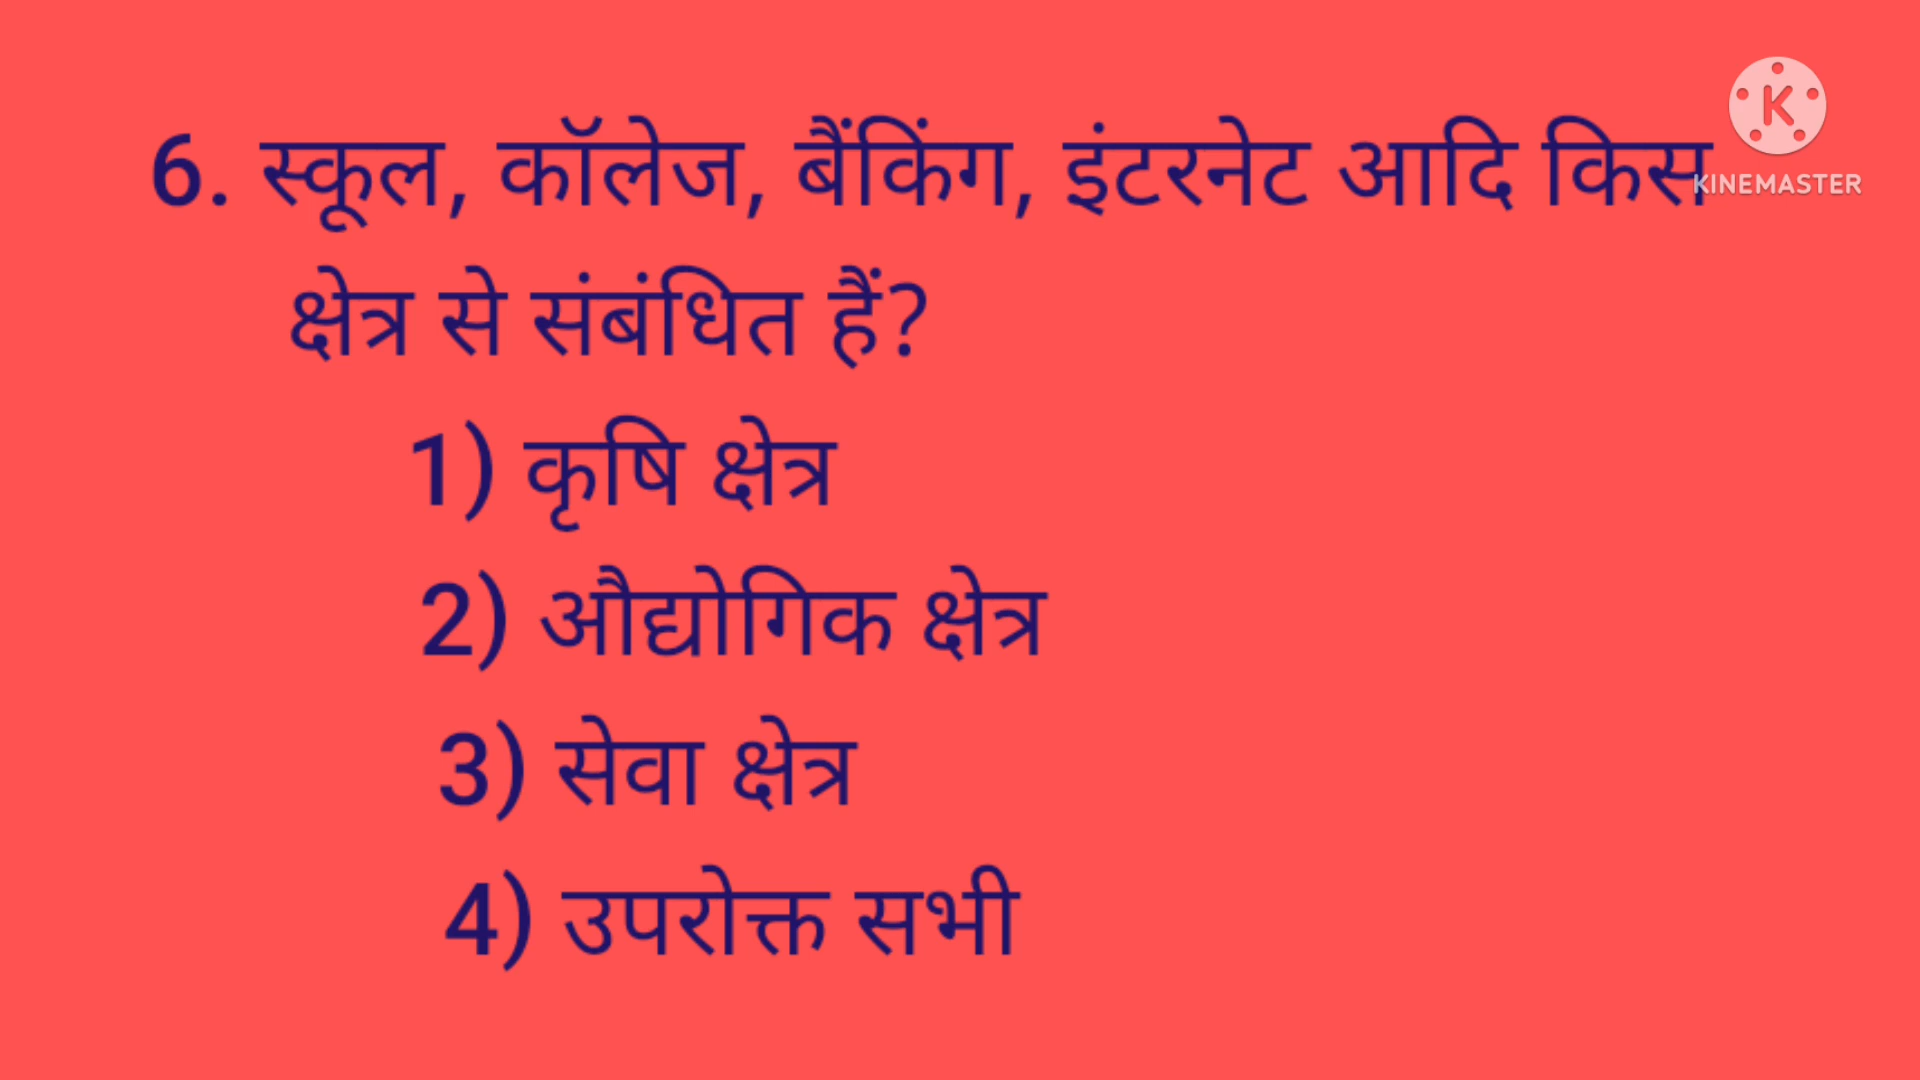 6. स्कूल, कॉलेज, बैंकिंग, इंटरनेट आदि किस
KINEMASTER
क्षेत्र से संबंधित हैं?
1) कृषि क्षेत्र
2) औद्योगिक क्षेत्र
3) सेवा क्षेत्र
4) उपरोक्त सभी